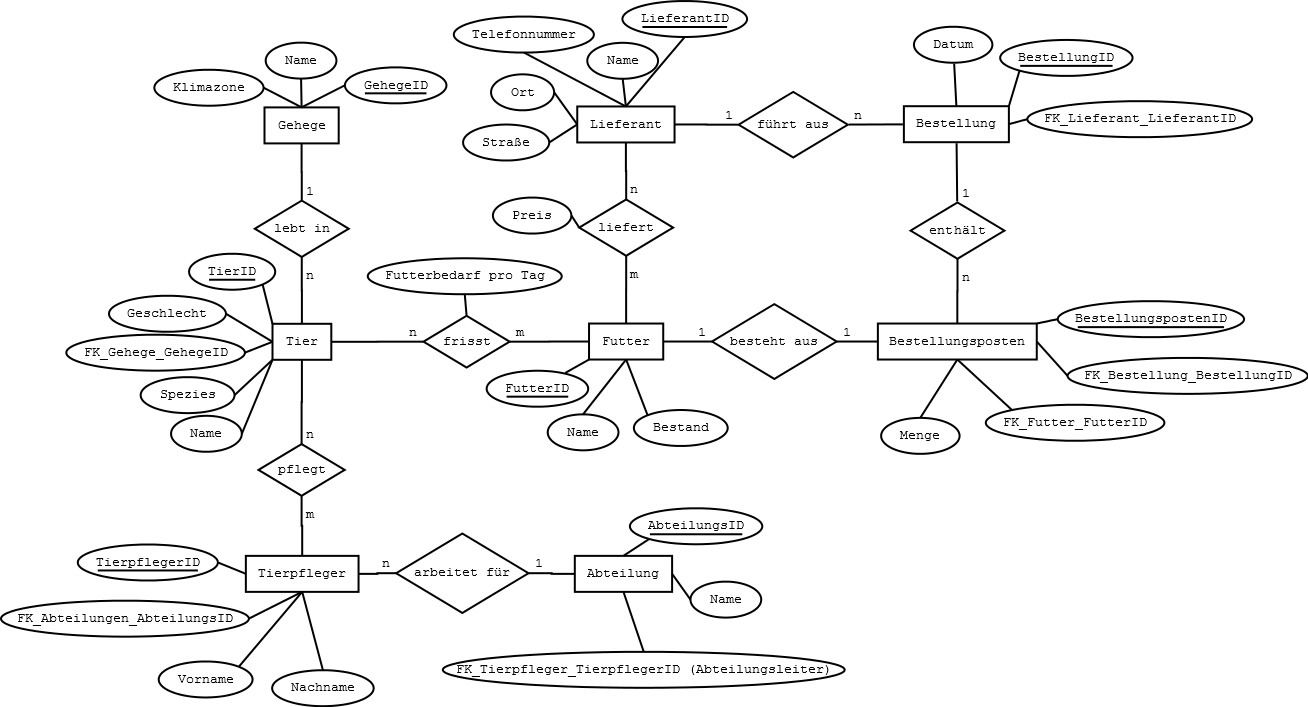 LieferantID
Telefonnummer
Name
Datum
BestellungID
Name
Klimazone
GehegeID
Ort
Gehege
Lieferant
1
führt aus
n
Bestellung
FK_Lieferant_LieferantID
Straße
1
n
1
Preis
lebt in
liefert
enthält
TierID
n
Futterbedarf pro Tag
m
n
Geschlecht
BestellungspostenID
FK_Gehege_GehegeID
Tier
n
frisst
m
Futter
1
besteht aus
1
Bestellungsposten
FutterID
FK_Bestellung_BestellungID
Spezies
Name
n
Name
Bestand
Menge
FK_Futter_FutterID
pflegt
m
AbteilungsID
TierpflegerID
Tierpfleger
n
arbeitet für
1
Abteilung
Name
FK_Abteilungen_AbteilungsID
Vorname
Nachname
FK_Tierpfleger_TierpflegerID (Abteilungsleiter)